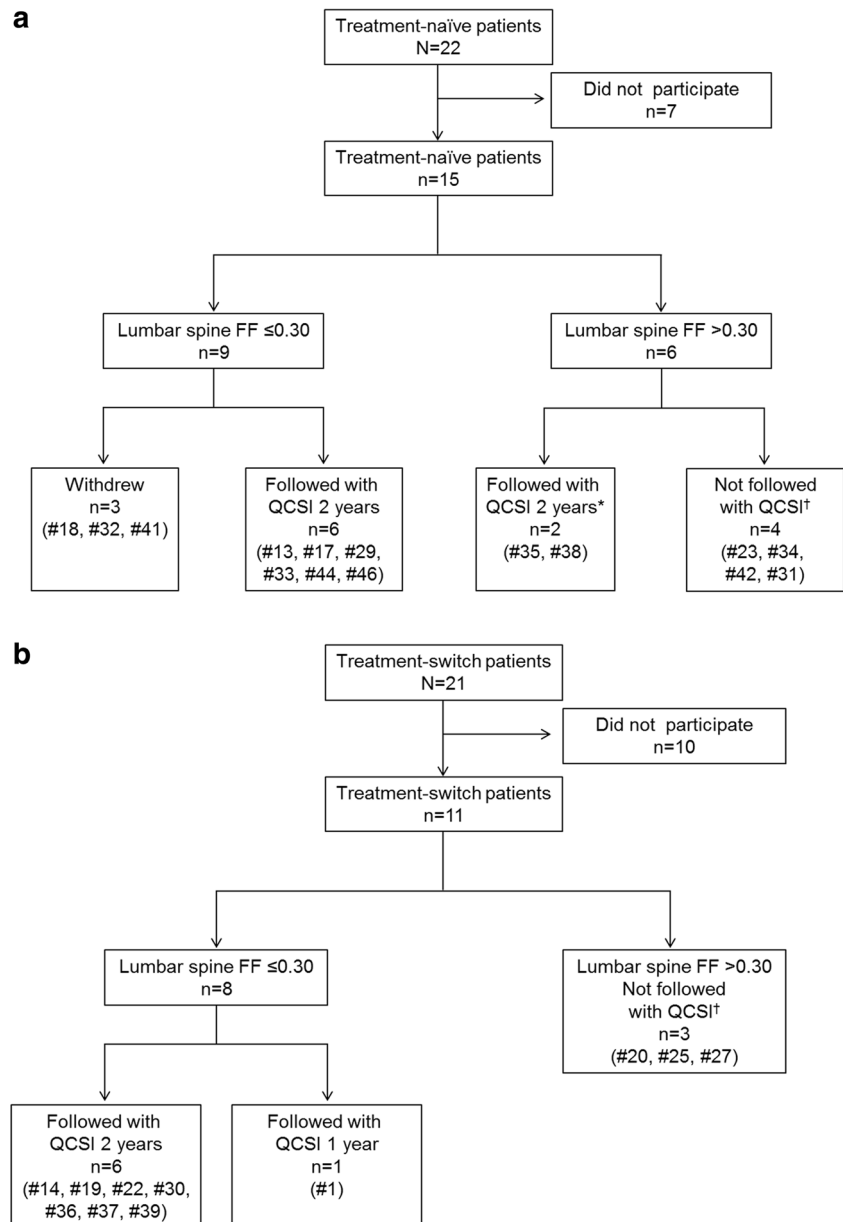 a
Treatment-naïve patients
N=22
Did not participate
n=7
Treatment-naïve patients
n=15
Lumbar spine FF ≤0.30
n=9
Lumbar spine FF >0.30
n=6
Withdrew
n=3
(#18, #32, #41)
Followed with
QCSI 2 years
n=6
(#13, #17, #29,
#33, #44, #46)
Followed with
QCSI 2 years*
n=2
(#35, #38)
Not followed
with QCSI†
n=4
(#23, #34,
#42, #31)
b
Treatment-switch patients
N=21
Did not participate
n=10
Treatment-switch patients
n=11
Lumbar spine FF ≤0.30
n=8
Lumbar spine FF >0.30
Not followed
with QCSI†
n=3
(#20, #25, #27)
Followed with
QCSI 2 years
n=6
(#14, #19, #22, #30,
#36, #37, #39)
Followed with
QCSI 1 year
n=1
(#1)